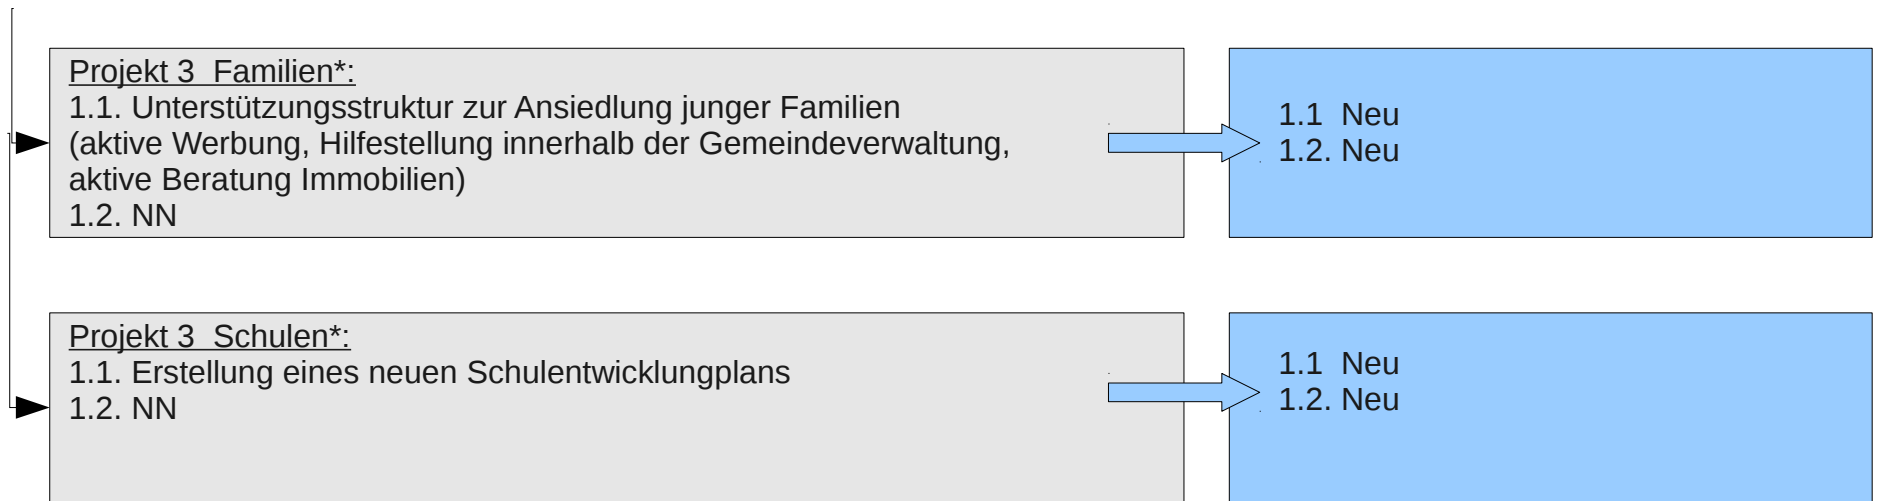 Projekt 3  Familien*:
1.1. Unterstützungsstruktur zur Ansiedlung junger Familien
(aktive Werbung, Hilfestellung innerhalb der Gemeindeverwaltung,
aktive Beratung Immobilien)
1.2. NN
1.1  Neu
1.2. Neu
Projekt 3  Schulen*:
1.1. Erstellung eines neuen Schulentwicklungplans
1.2. NN
1.1  Neu
1.2. Neu